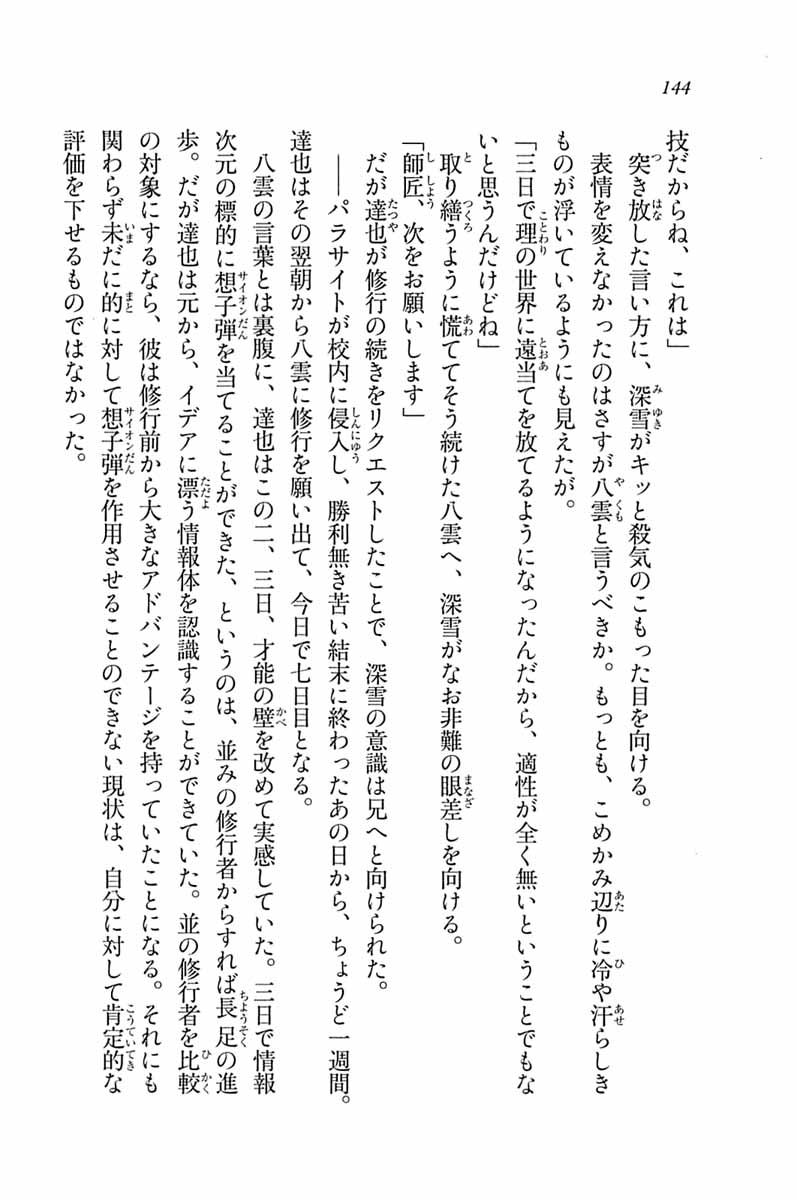 144
技だからね、これは」
突き放した言い方に、深雪がキッと殺気のこもった目を向ける。
表情を変えなかったのはさすが八雲と言うべきか。もっとも、こめかみ辺りに冷や汗らしき
ものが浮いているようにも見えたが。
「三日で理の世界に遠当てを放てるようになったんだから、適性が全く無いということでもな
いと思うんだけどね」
取り繕うように慌ててそう続けた八雲へ、深雪がなお非難の眼差しを向ける。
「師匠、次をお願いします」
だが達也が修行の続きをリクエストしたことで、深雪の意識は兄へと向けられた。
――パラサイトが校内に侵入し、勝利無き苦い結末に終わったあの日から、ちょうど一週間。
達也はその翌朝から八雲に修行を願い出て、今日で七日目となる。
八雲の言葉とは裏腹に、達也はこの二、三日、才能の壁を改めて実感していた。三日で情報
次元の標的に想子弾を当てることができた、というのは、並みの修行者からすれば長足の進
歩。だが達也は元から、イデアに漂う情報体を認識することができていた。並の修行者を比較
の対象にするなら、彼は修行前から大きなアドバンテージを持っていたことになる。それにも
関わらず未だに的に対して想子弾を作用させることのできない現状は、自分に対して肯定的な
評価を下せるものではなかった。